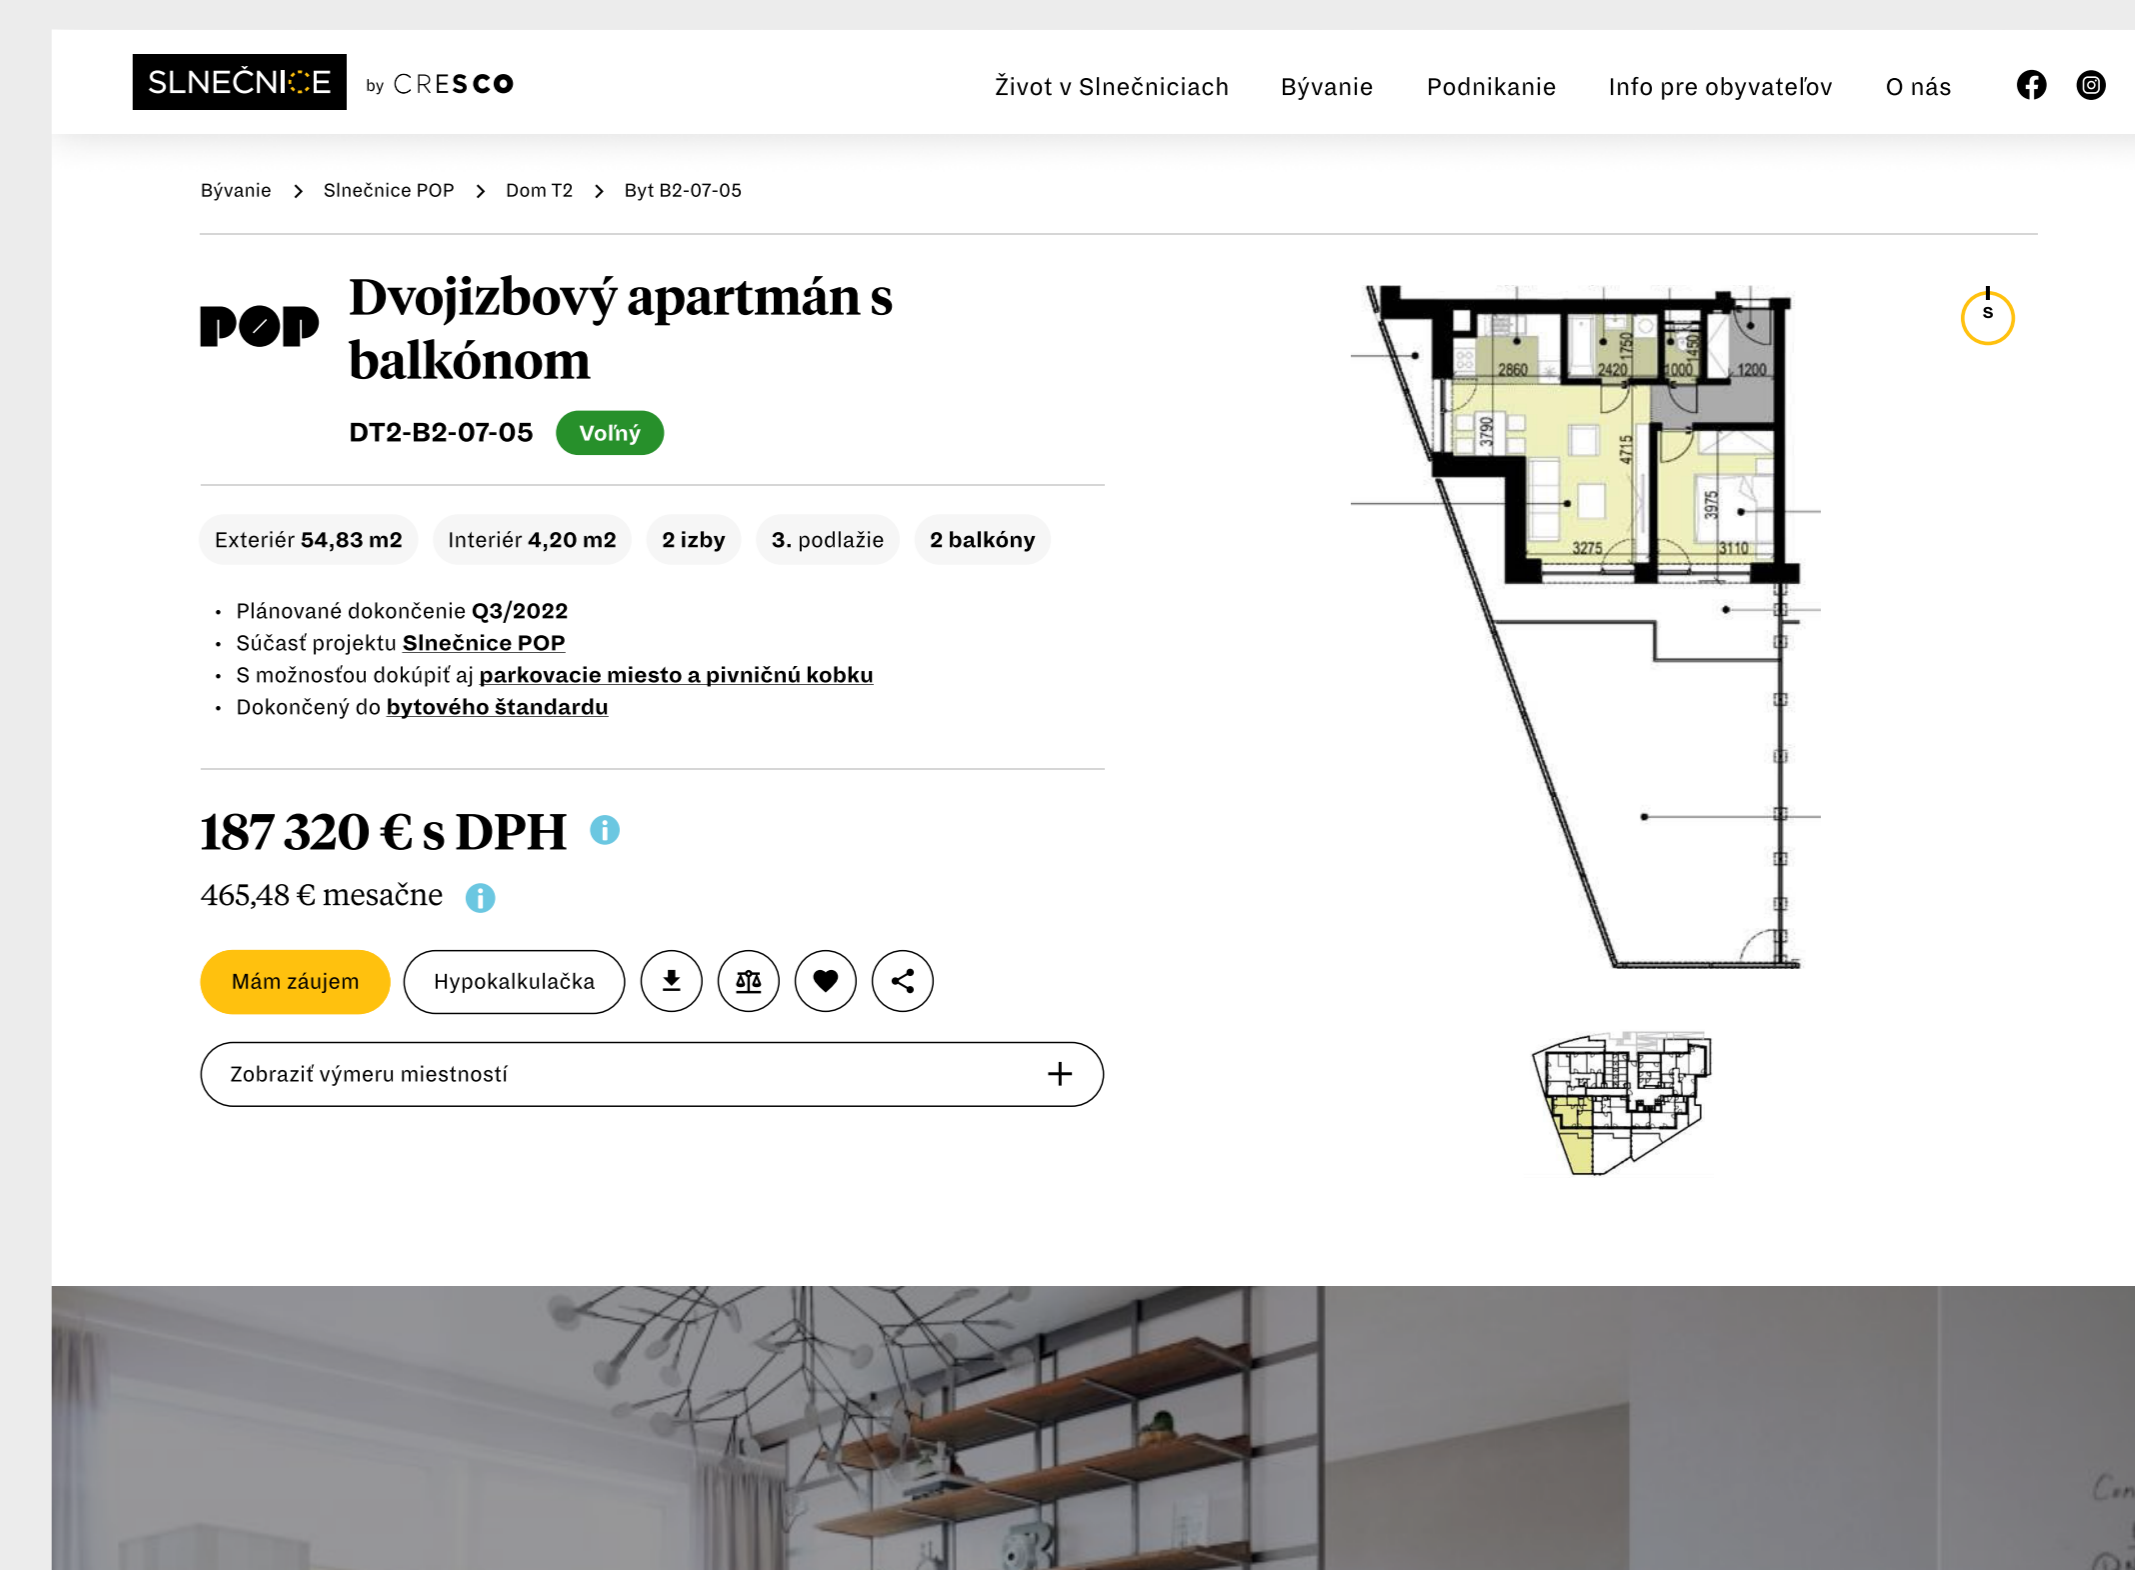 SLNEČNICE by CRESCO
Život v Slnečniciach Bývanie Podnikanie Info pre obyvateľov O nás
Bývanie > Slnečnice POP > Dom T2 > Byt B2-07-05
POP
Dvojizbový apartmán s
balkónom
DT2-B2-07-05 Voľný
Exteriér 54,83 m2 Interiér 4,20 m2 2 izby 3. podlažie 2 balkóny
• Plánované dokončenie Q3/2022
• Súčasť projektu Slnečnice POP
• S možnosťou dokúpiť aj parkovacie miesto a pivničnú kobku
• Dokončený do bytového štandardu
187 320 € s DPH
465,48 € mesačne
Mám záujem Hypokalkulačka
Zobraziť výmeru miestností
S
1750
1450
2860 2420 1000 1200
3790
4715
3975
3275 3110